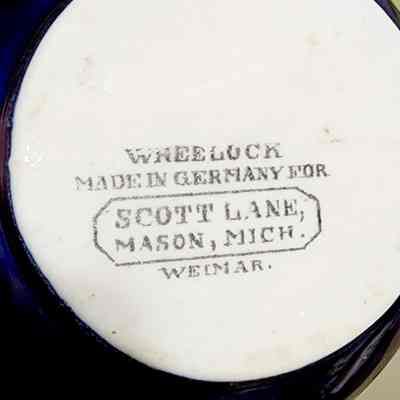 WHEELOCK
MADE IN GERMANY FOR
SCOTT LANE,
MASON, MICH.
WEIMAR.